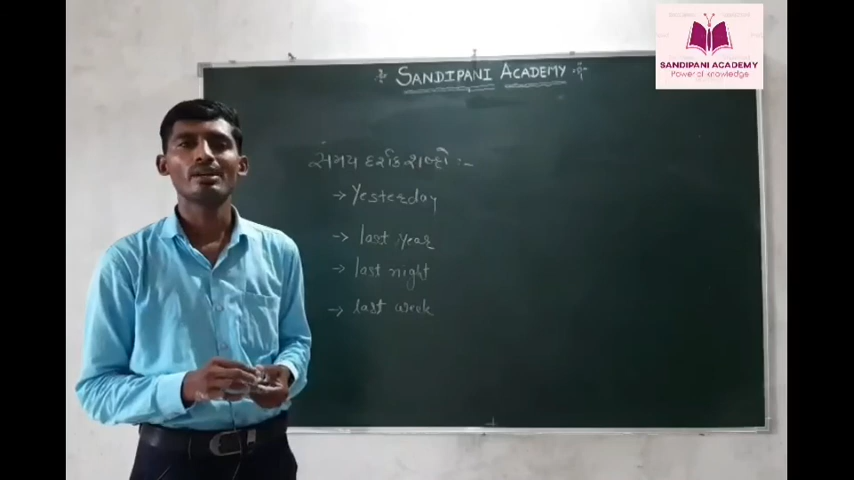 SANDIPANI ACADEMY
સમય દર્શક શબ્દો :-
→ Yesterday
→ last year
→ last night
→ last week
SANDIPANI ACADEMY
Power of Knowledge